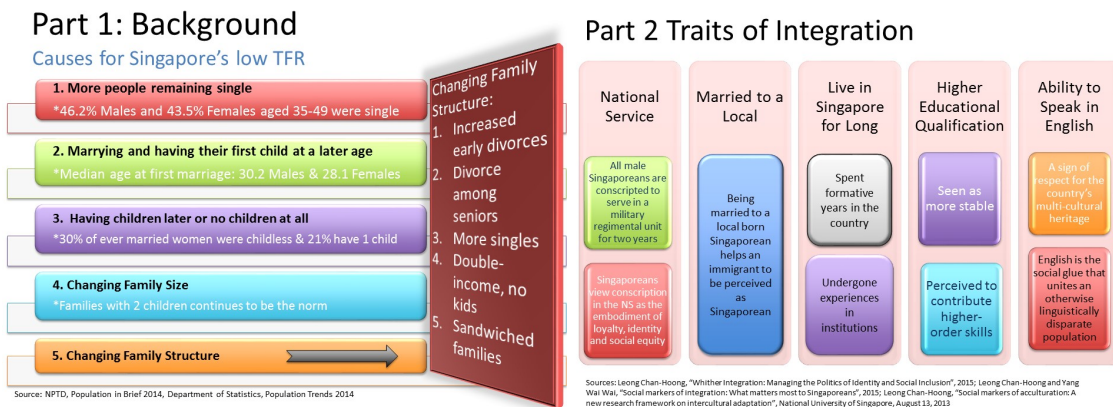 Part 1: Background
Causes for Singapore's low TFR
1. More people remaining single
*46.2% Males and 43.5% Females aged 35-49 were single
2. Marrying and having their first child at a later age
*Median age at first marriage: 30.2 Males & 28.1 Females
3. Having children later or no children at all
*30% of ever married women were childless & 21% have 1 child
4. Changing Family Size
*Families with 2 children continues to be the norm
5. Changing Family Structure
Changing Family
Structure:
1. Increased
early divorces
2. Divorce
among
seniors
3. More singles
4. Double-
income, no
kids
5. Sandwiched
families
Source: NPTD, Population in Brief 2014, Department of Statistics, Population Trends 2014
Part 2 Traits of Integration
National
Service
All male
Singaporeans are
conscripted to
serve in a
military
regimental unit
for two years
Singaporeans
view conscription
in the NS as the
embodiment of
loyalty, identity
and social equity
Married to a
Local
Being
married to a
local born
Singaporean
helps an
immigrant to
be perceived
as
Singaporean
Live in
Singapore
for Long
Spent
formative
years in the
country
Undergone
experiences
in
institutions
Higher
Educational
Qualification
Seen as
more stable
Perceived to
contribute
higher-
order skills
Ability to
Speak in
English
A sign of
respect for the
country's
multi-cultural
heritage
English is the
social glue that
unites an
otherwise
linguistically
disparate
population
Sources: Leong Chan-Hoong, "Whither Integration: Managing the Politics of Identity and Social Inclusion", 2015; Leong Chan-Hoong and Yang
Wai Wai, "Social markers of integration: What matters most to Singaporeans", 2015; Leong Chan-Hoong, "Social markers of acculturation: A
new research framework on intercultural adaptation", National University of Singapore, August 13, 2013